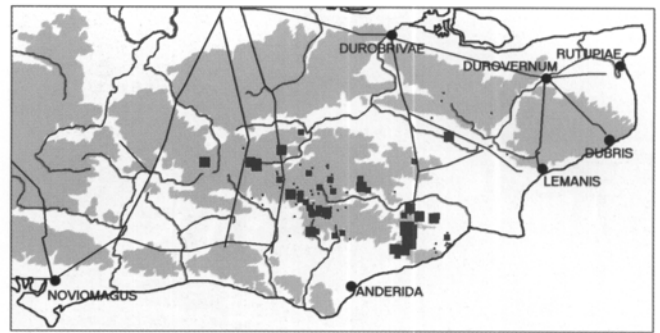 DUROBRIVAE
RUTUPIAE
DUROVERNUM
DUBRIS
LEMANIS
NOVIOMAGUS
ANDERIDA